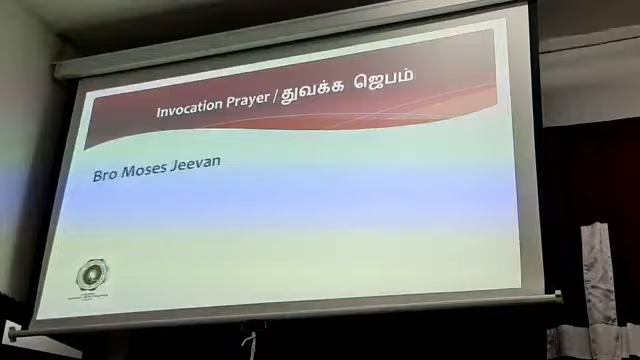 Invocation Prayer / துவக்க ஜெபம்
Bro Moses Jeevan